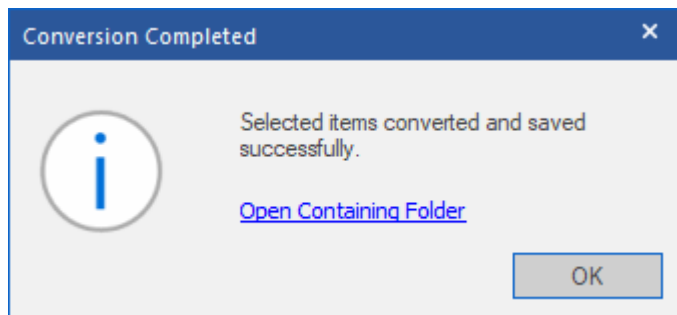 Conversion Completed
Selected items converted and saved
successfully.
Open Containing Folder
OK